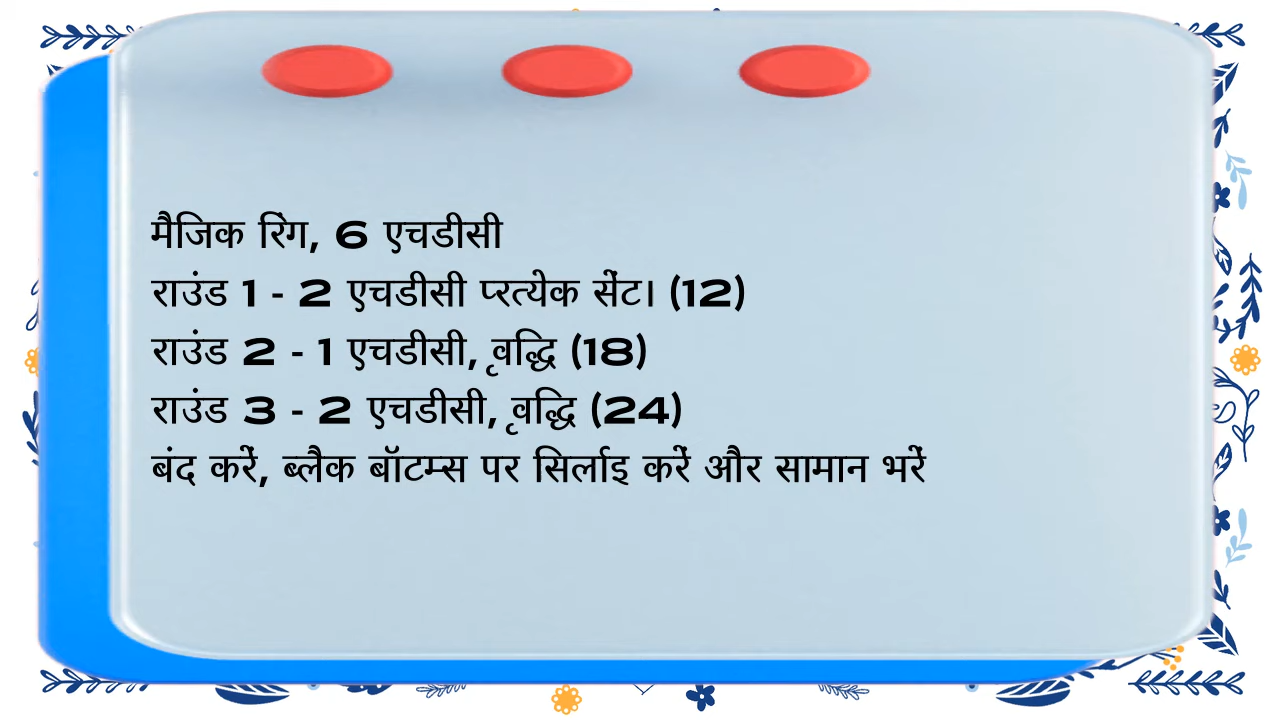 मैजिक रिंग, 6 एचडीसी
राउंड 1 - 2 एचडीसी प्रत्येक सेंट। (12)
राउंड 2 - 1 एचडीसी, वृद्धि (18)
राउंड 3 - 2 एचडीसी, वृद्धि (24)
बंद करें, ब्लैक बॉटम्स पर सिर्लाइ करें और सामान भरें